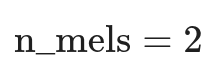 n_mels = 2